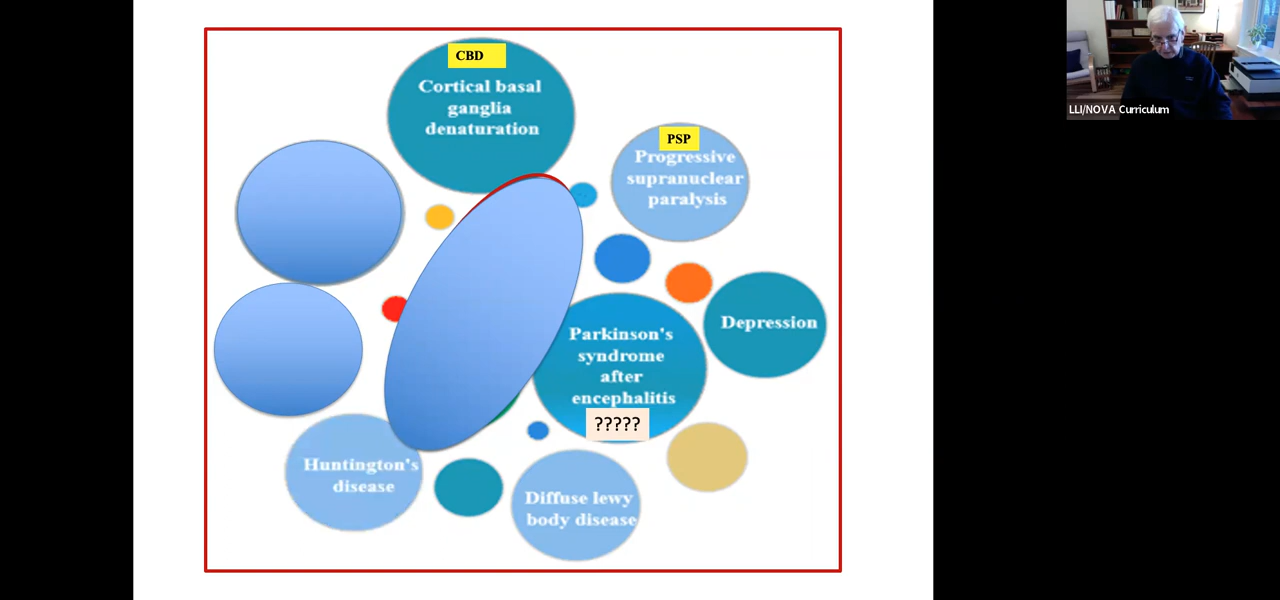 CBD
Cortical basal
ganglia
denaturation
PSP
Progressive
supranuclear
paralysis
Depression
Parkinson's
syndrome
after
encephalitis
?????
Huntington's
disease
Diffuse lewy
body disease
LLI/NOVA Curriculum